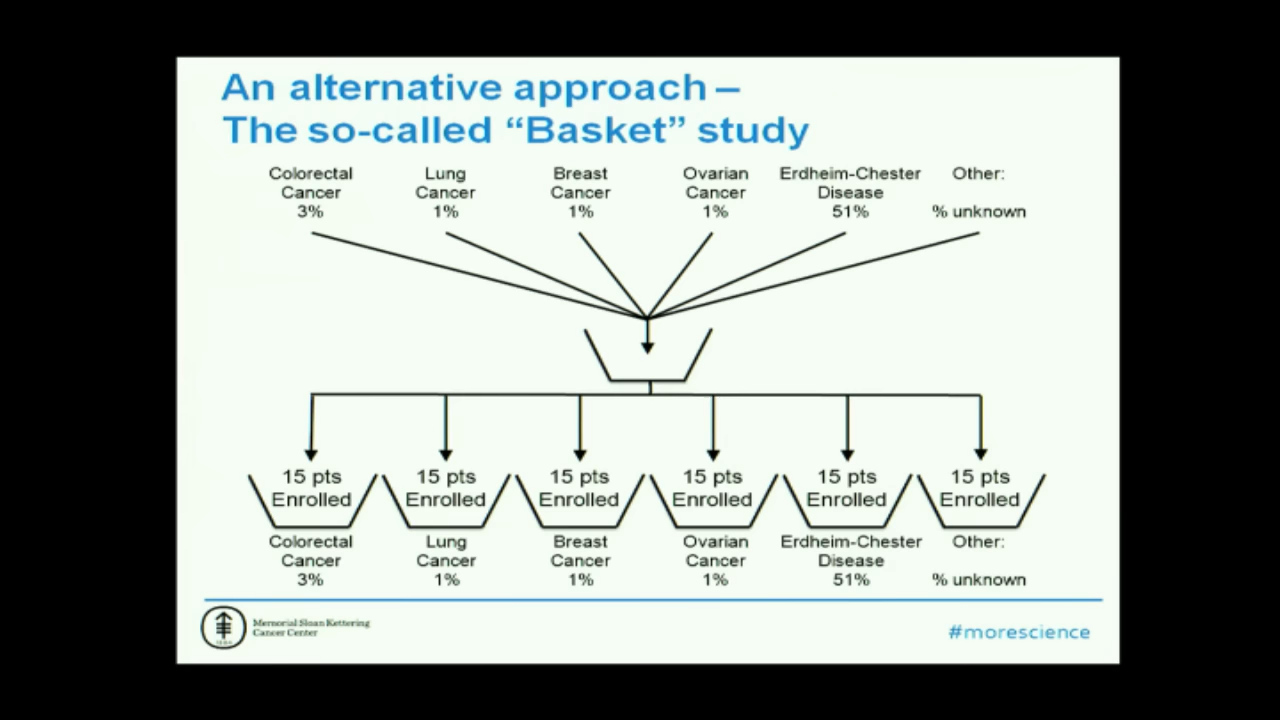 An alternative approach –
The so-called “Basket” study
Colorectal Cancer 3%
Lung Cancer 1%
Breast Cancer 1%
Ovarian Cancer 1%
Erdheim-Chester Disease 51%
Other: % unknown
15 pts Enrolled
15 pts Enrolled
15 pts Enrolled
15 pts Enrolled
15 pts Enrolled
15 pts Enrolled
Colorectal Cancer 3%
Lung Cancer 1%
Breast Cancer 1%
Ovarian Cancer 1%
Erdheim-Chester Disease 51%
Other: % unknown
Memorial Sloan Kettering
Cancer Center
#morescience